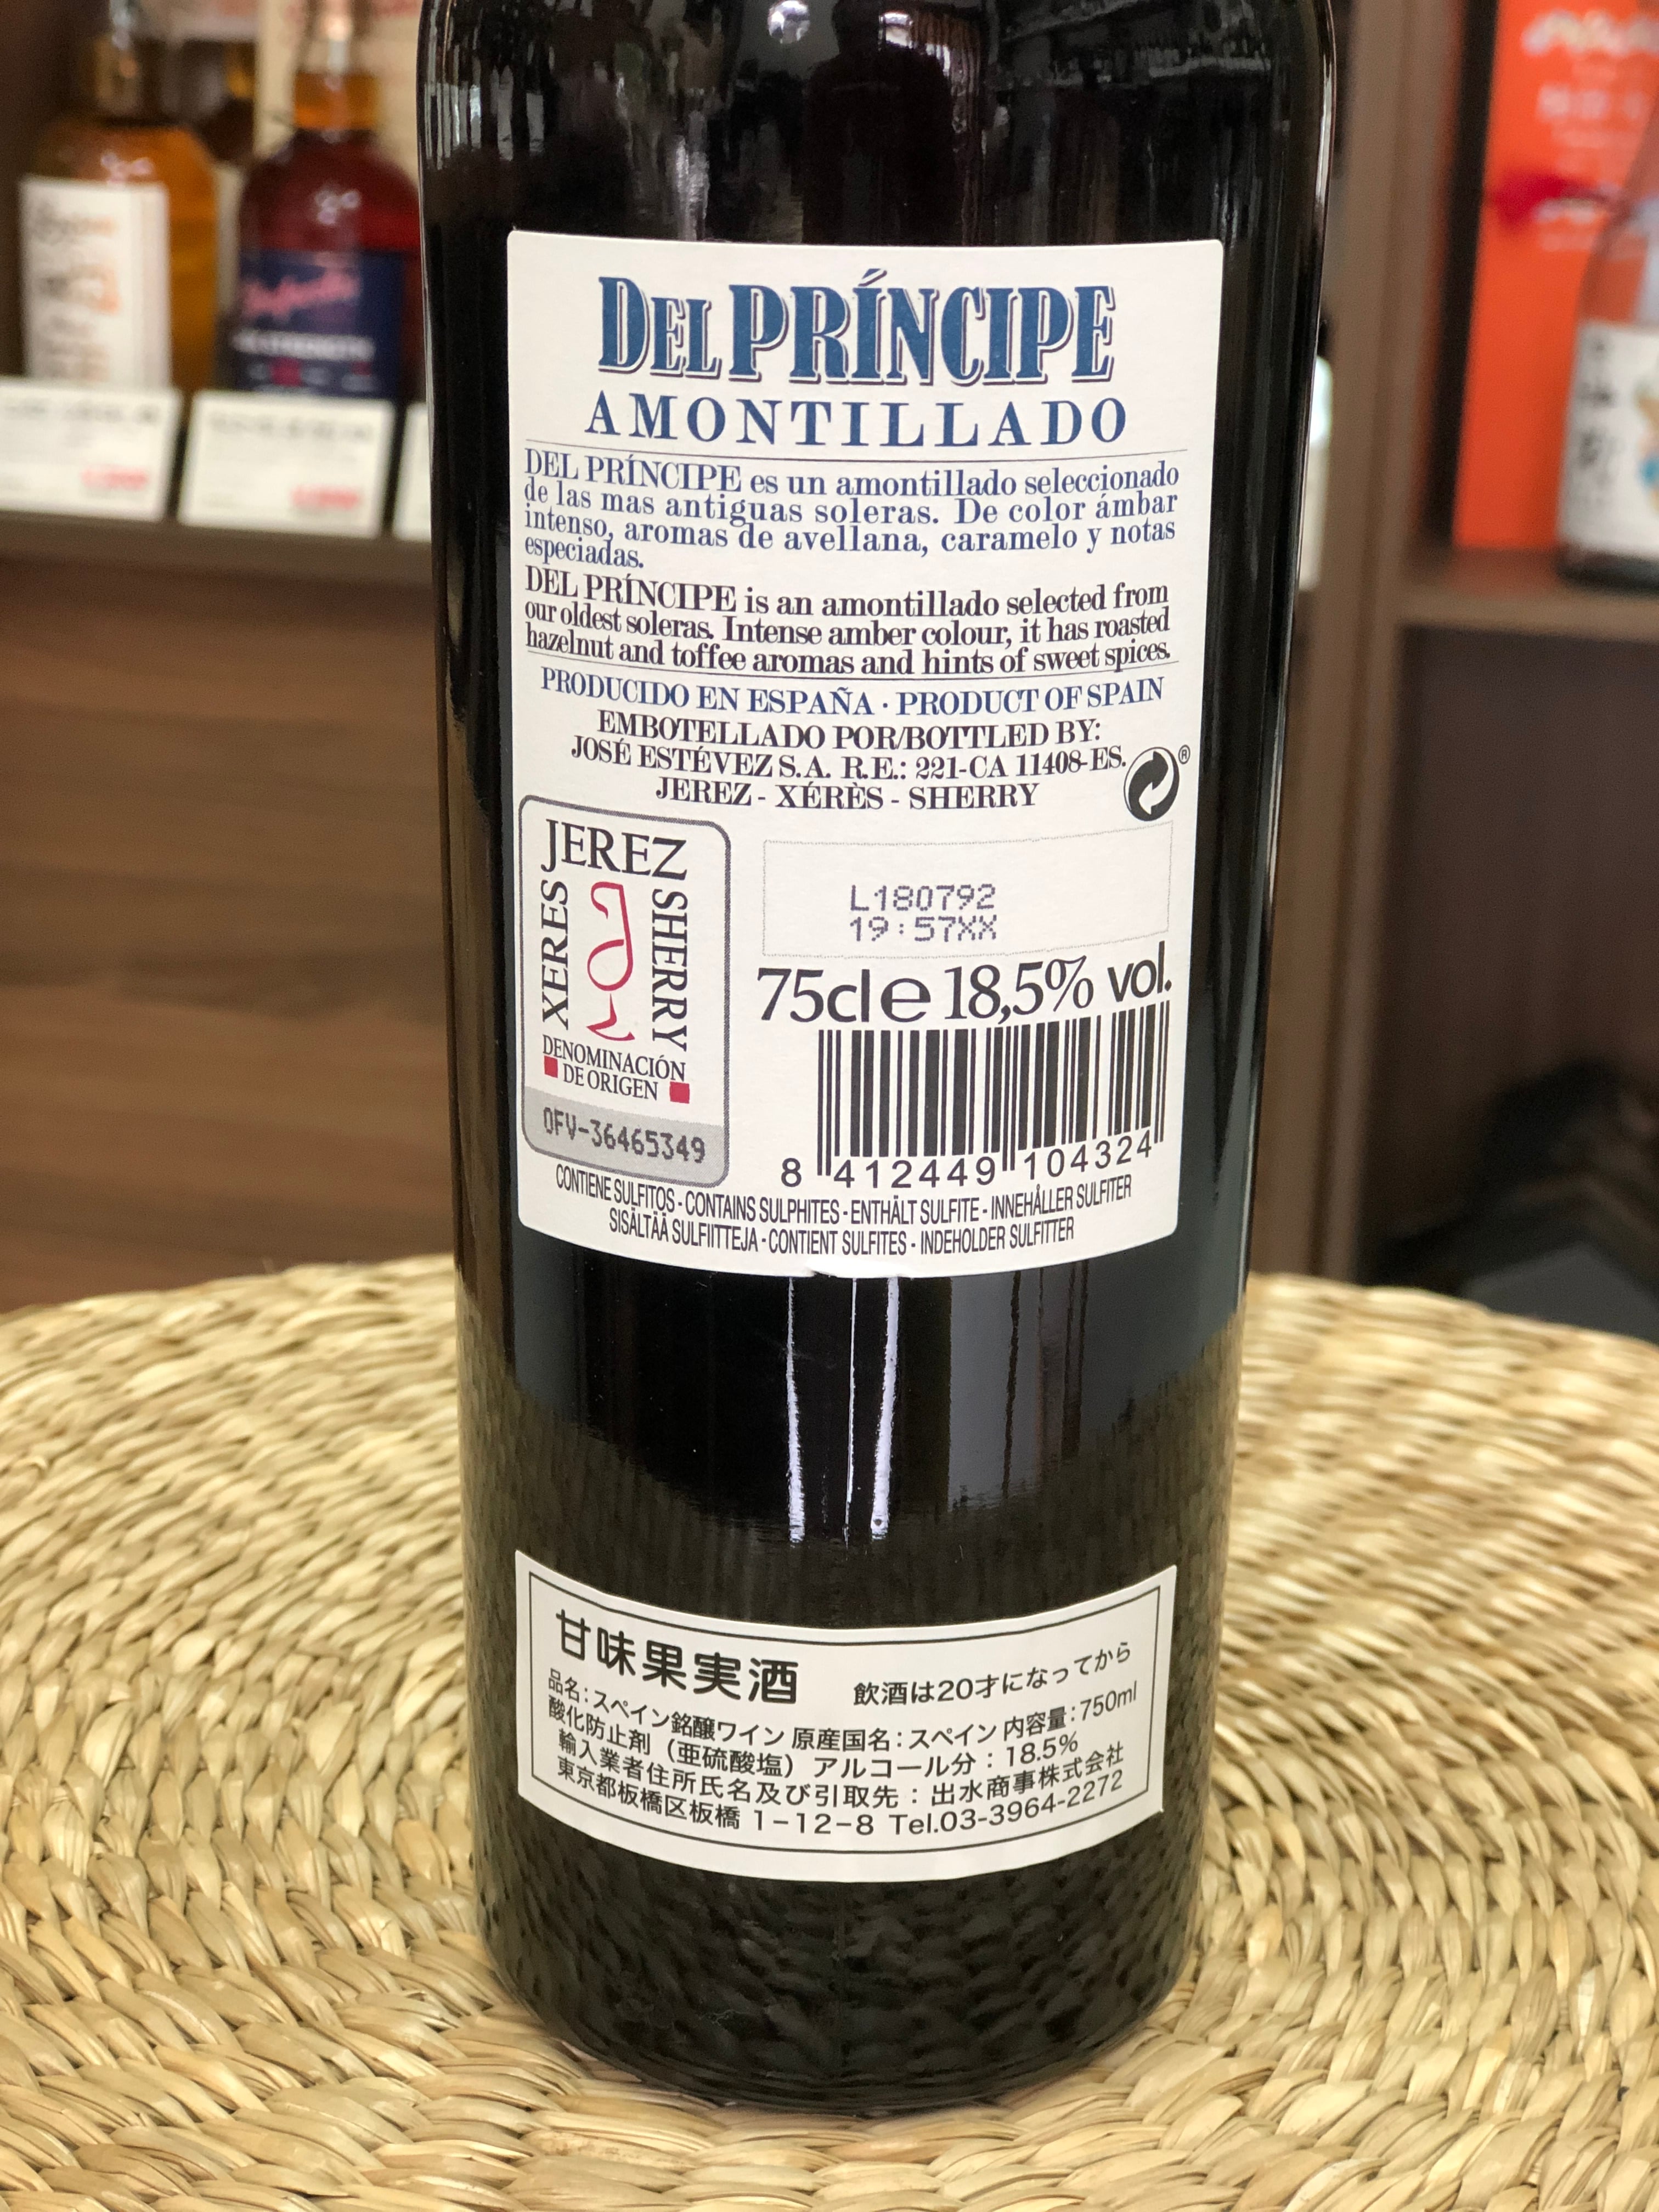 DEL PRÍNCIPE
AMONTILLADO
DEL PRÍNCIPE es un amontillado seleccionado
de las mas antiguas soleras. De color ámbar
intenso, aromas de avellana, caramelo y notas
especiadas.
DEL PRÍNCIPE is an amontillado selected from
our oldest soleras. Intense amber colour, it has roasted
hazelnut and toffee aromas and hints of sweet spices.
PRODUCIDO EN ESPAÑA · PRODUCT OF SPAIN
EMBOTELLADO POR/BOTTLED BY:
JOSÉ ESTÉVEZ S.A. R.E.: 221-CA 11408-ES.
JEREZ - XÉRÈS - SHERRY
®
JEREZ
XERES
SHERRY
DENOMINACIÓN
DE ORIGEN
0FV-36465349
L180792
19:57XX
75cl e 18,5% vol.
8 412449 104324
CONTIENE SULFITOS - CONTAINS SULPHITES - ENTHÄLT SULFITE - INNEHÅLLER SULFITER
SISÄLTÄÄ SULFIITTEJA - CONTIENT SULFITES - INDEHOLDER SULFITTER
甘味果実酒 飲酒は20才になってから
品名：スペイン銘醸ワイン 原産国名：スペイン 内容量：750ml
酸化防止剤（亜硫酸塩）アルコール分：18.5%
輸入業者住所氏名及び引取先：出水商事株式会社
東京都板橋区板橋 1-12-8 Tel.03-3964-2272